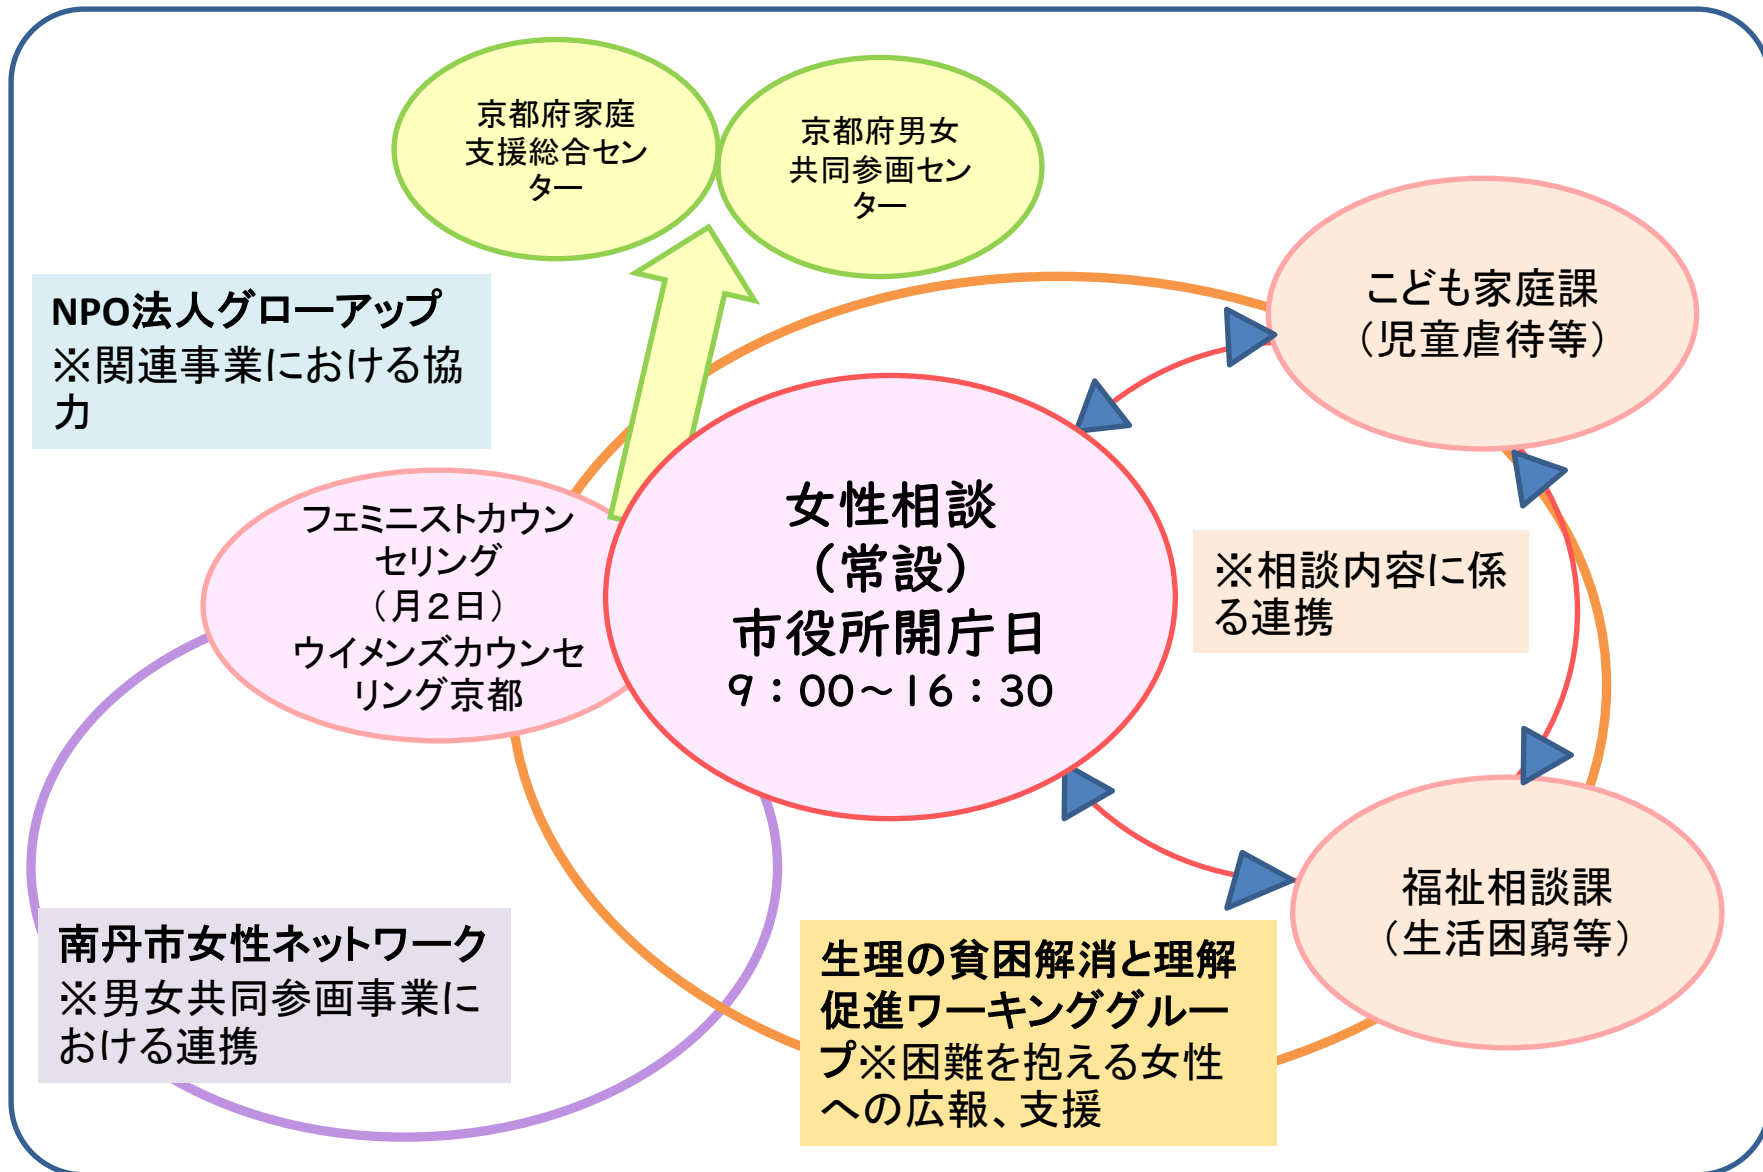 京都府家庭
支援総合セン
ター
京都府男女
共同参画セン
ター
NPO法人グローアップ
※関連事業における協
力
こども家庭課
（児童虐待等）
フェミニストカウン
セリング
（月２日）
ウイメンズカウンセ
リング京都
女性相談
（常設）
市役所開庁日
９：００～１６：３０
※相談内容に係
る連携
福祉相談課
（生活困窮等）
南丹市女性ネットワーク
※男女共同参画事業に
おける連携
生理の貧困解消と理解
促進ワーキンググルー
プ※困難を抱える女性
への広報、支援